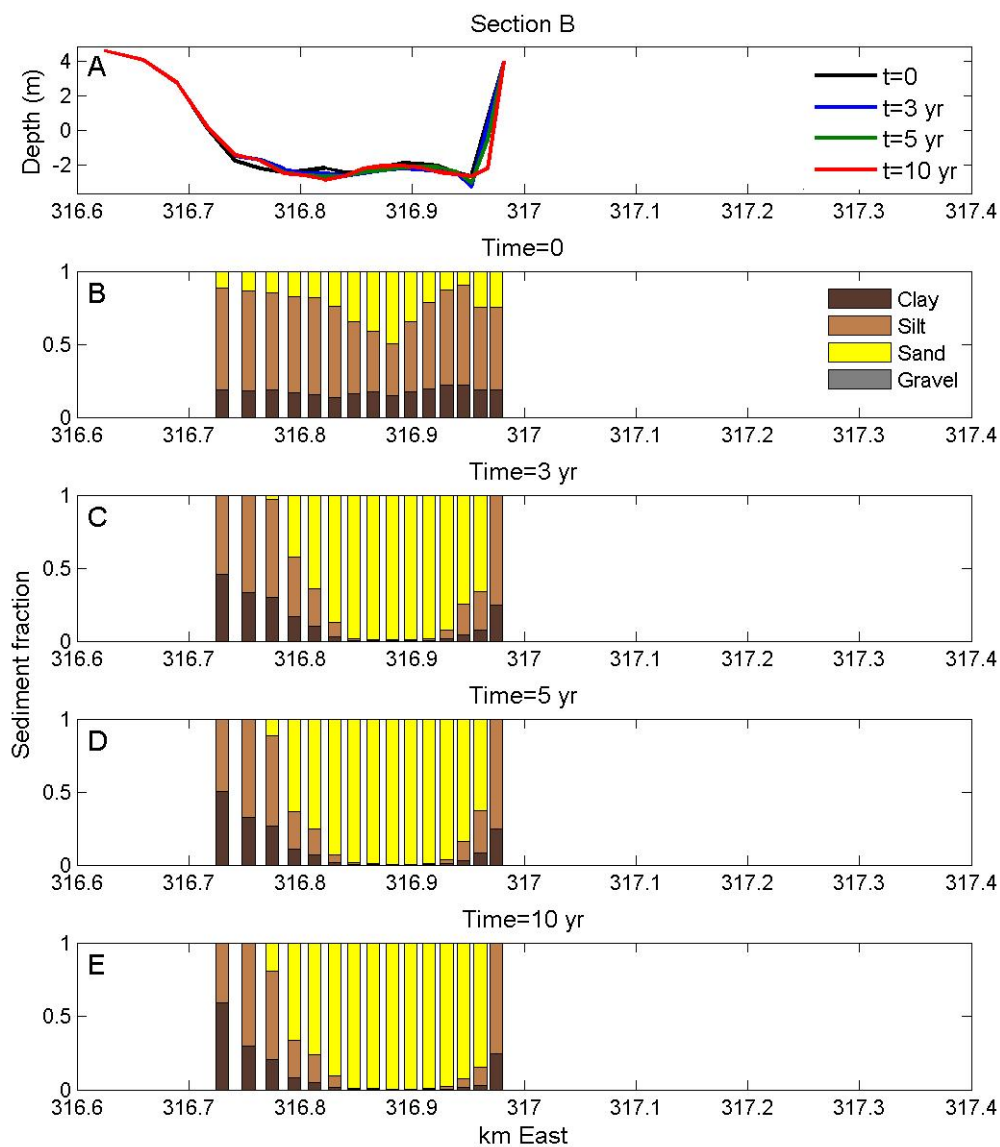 Section B
A
Depth (m)
4
2
0
-2
t=0
t=3 yr
t=5 yr
t=10 yr
316.6 316.7 316.8 316.9 317 317.1 317.2 317.3 317.4
Time=0
B
1
0.5
0
Clay
Silt
Sand
Gravel
316.6 316.7 316.8 316.9 317 317.1 317.2 317.3 317.4
Time=3 yr
C
1
0.5
0
316.6 316.7 316.8 316.9 317 317.1 317.2 317.3 317.4
Sediment fraction
Time=5 yr
D
1
0.5
0
316.6 316.7 316.8 316.9 317 317.1 317.2 317.3 317.4
Time=10 yr
E
1
0.5
0
316.6 316.7 316.8 316.9 317 317.1 317.2 317.3 317.4
km East